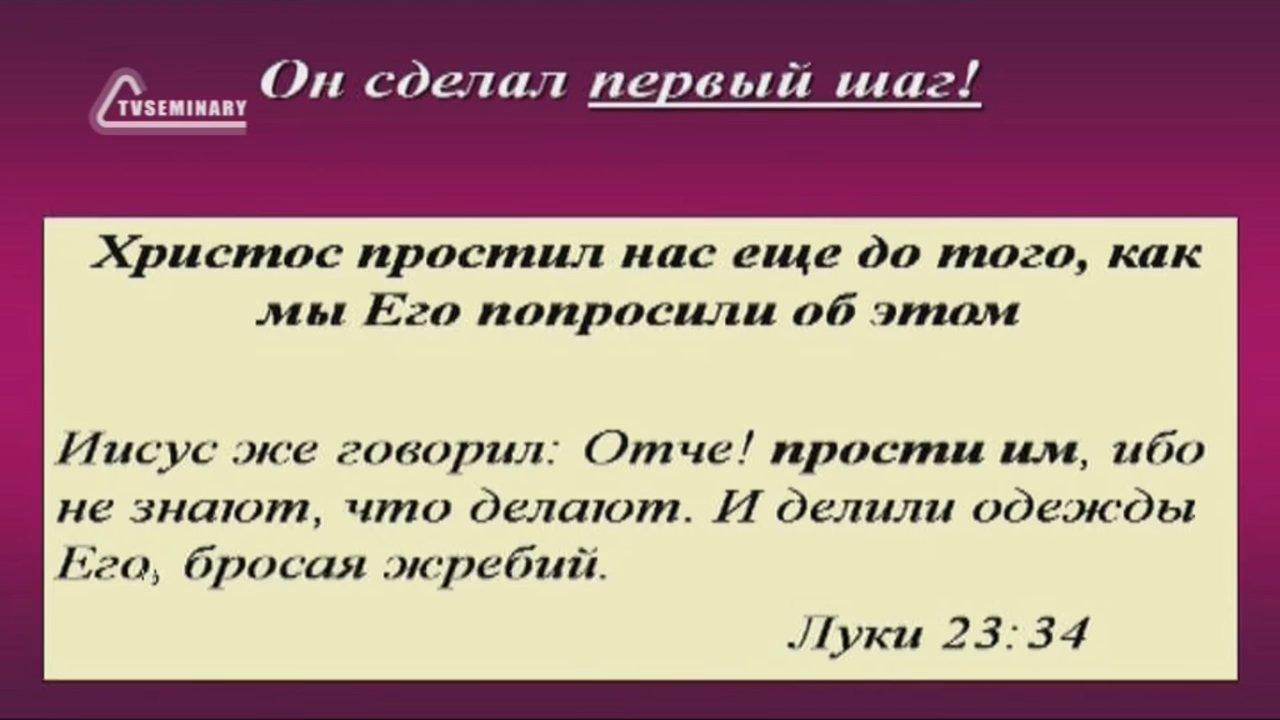 Он сделал первый шаг!
TVSEMINARY
Христос простил нас еще до того, как
мы Его попросили об этом
Иисус же говорил: Отче! прости им, ибо
не знают, что делают. И делили одежды
Его, бросая жребий.
Луки 23:34